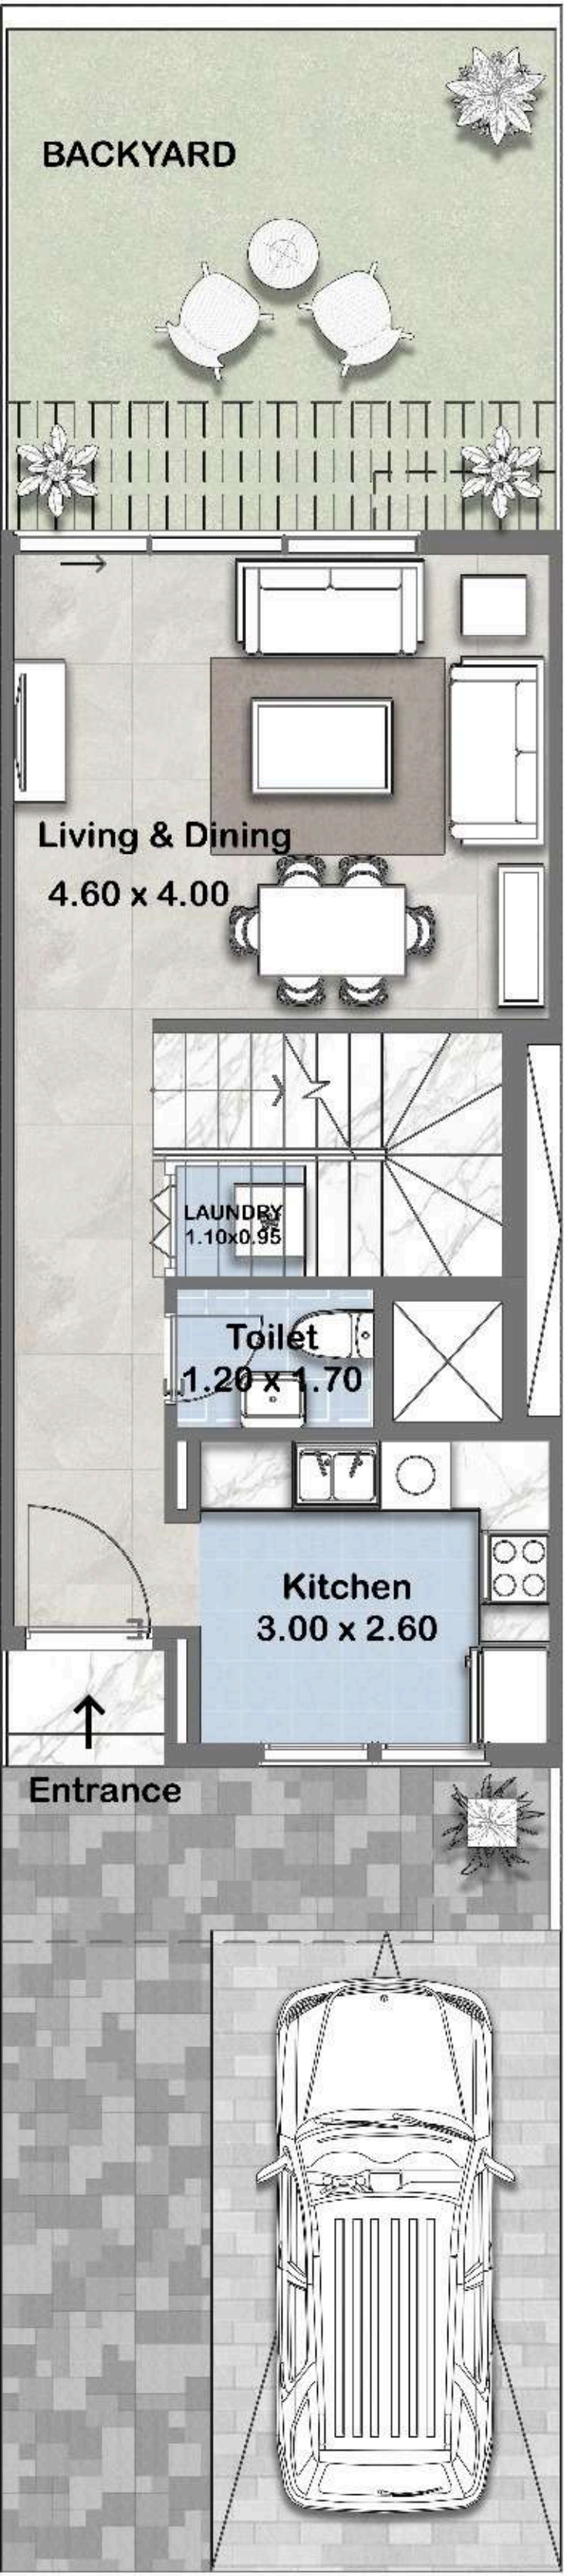 BACKYARD
Living & Dining
4.60 x 4.00
LAUNDRY
1.10x0.95
Toilet
1.20 x 1.70
Kitchen
3.00 x 2.60
Entrance